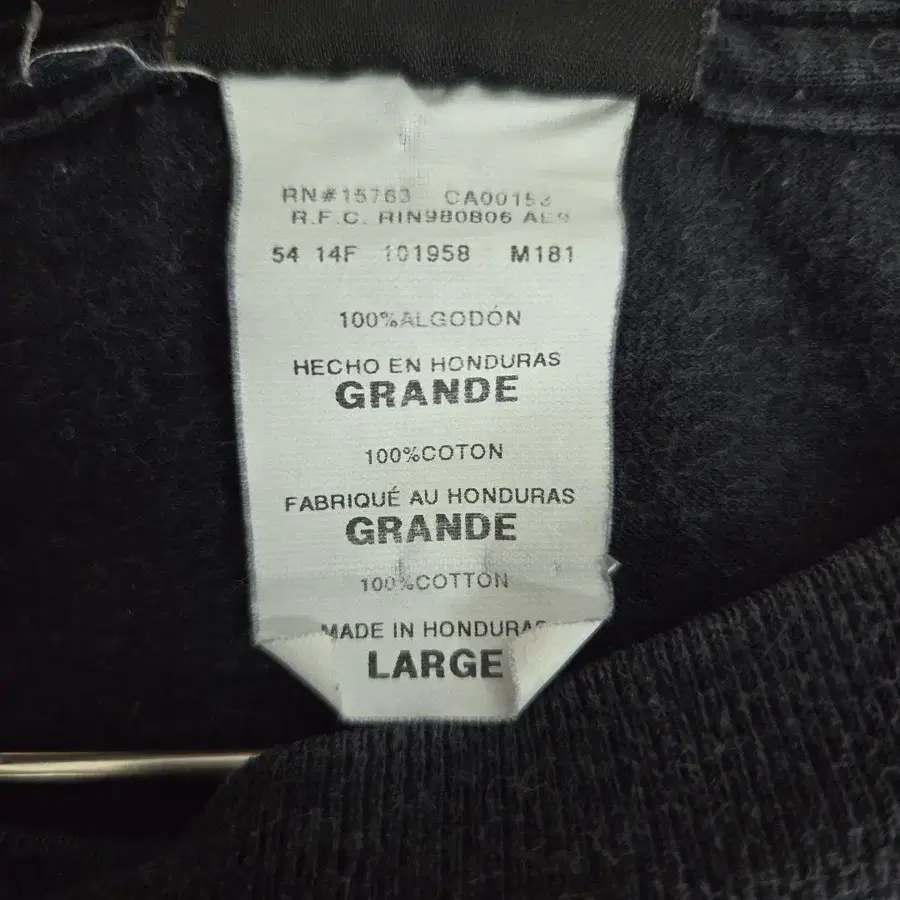 RN#15763 CA00153
R.F.C. RIN980806 AE9
54 14F 101958 M181
100%ALGODÓN
HECHO EN HONDURAS
GRANDE
100%COTON
FABRIQUÉ AU HONDURAS
GRANDE
100%COTTON
MADE IN HONDURAS
LARGE